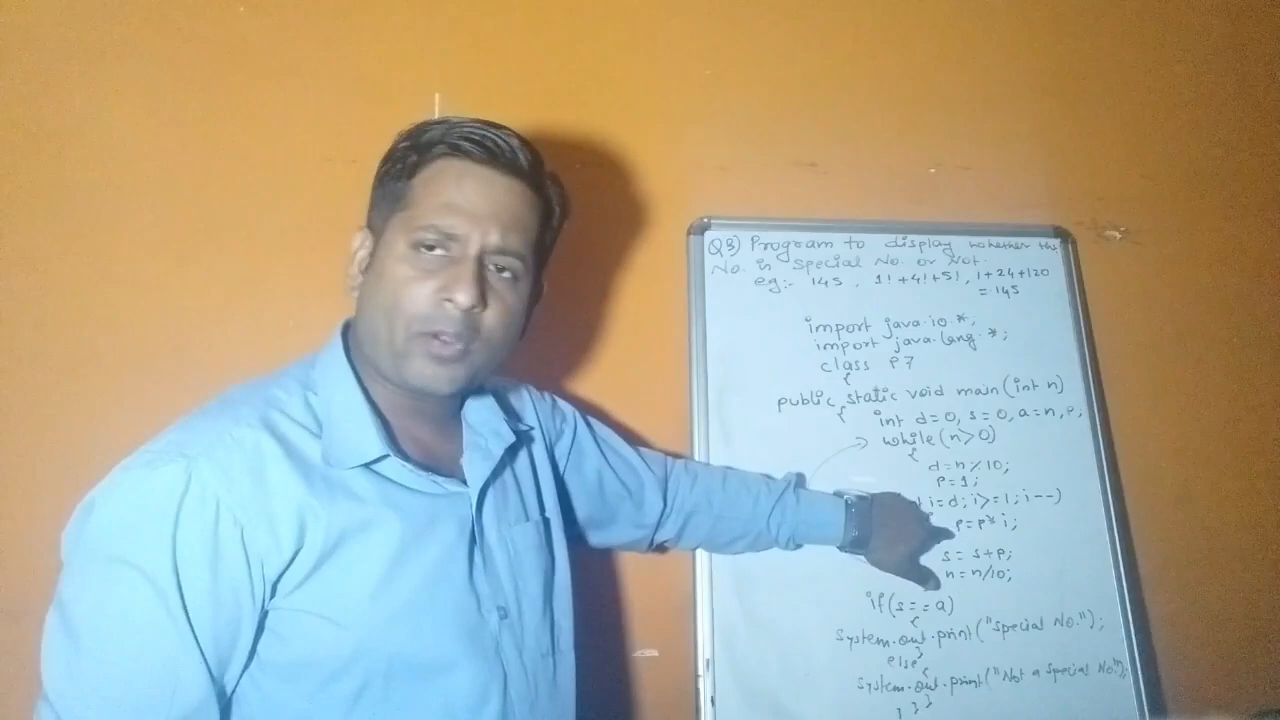 Q3) Program to display whether the
No. is Special No. or Not.
eg:- 145, 1!+4!+5!, 1+24+120
= 145
import java.io.*;
import java.lang.*;
class P7
{
public static void main(int n)
{ int d=0, s=0, a=n, p;
while(n>0)
{
d=n%10;
p=1;
i=d; i>=1; i--)
p=p*i;
s=s+p;
n=n/10;
if(s==a)
{
System.out.print("Special No.");
}
else{
System.out.print("Not a Special No.");
} } }